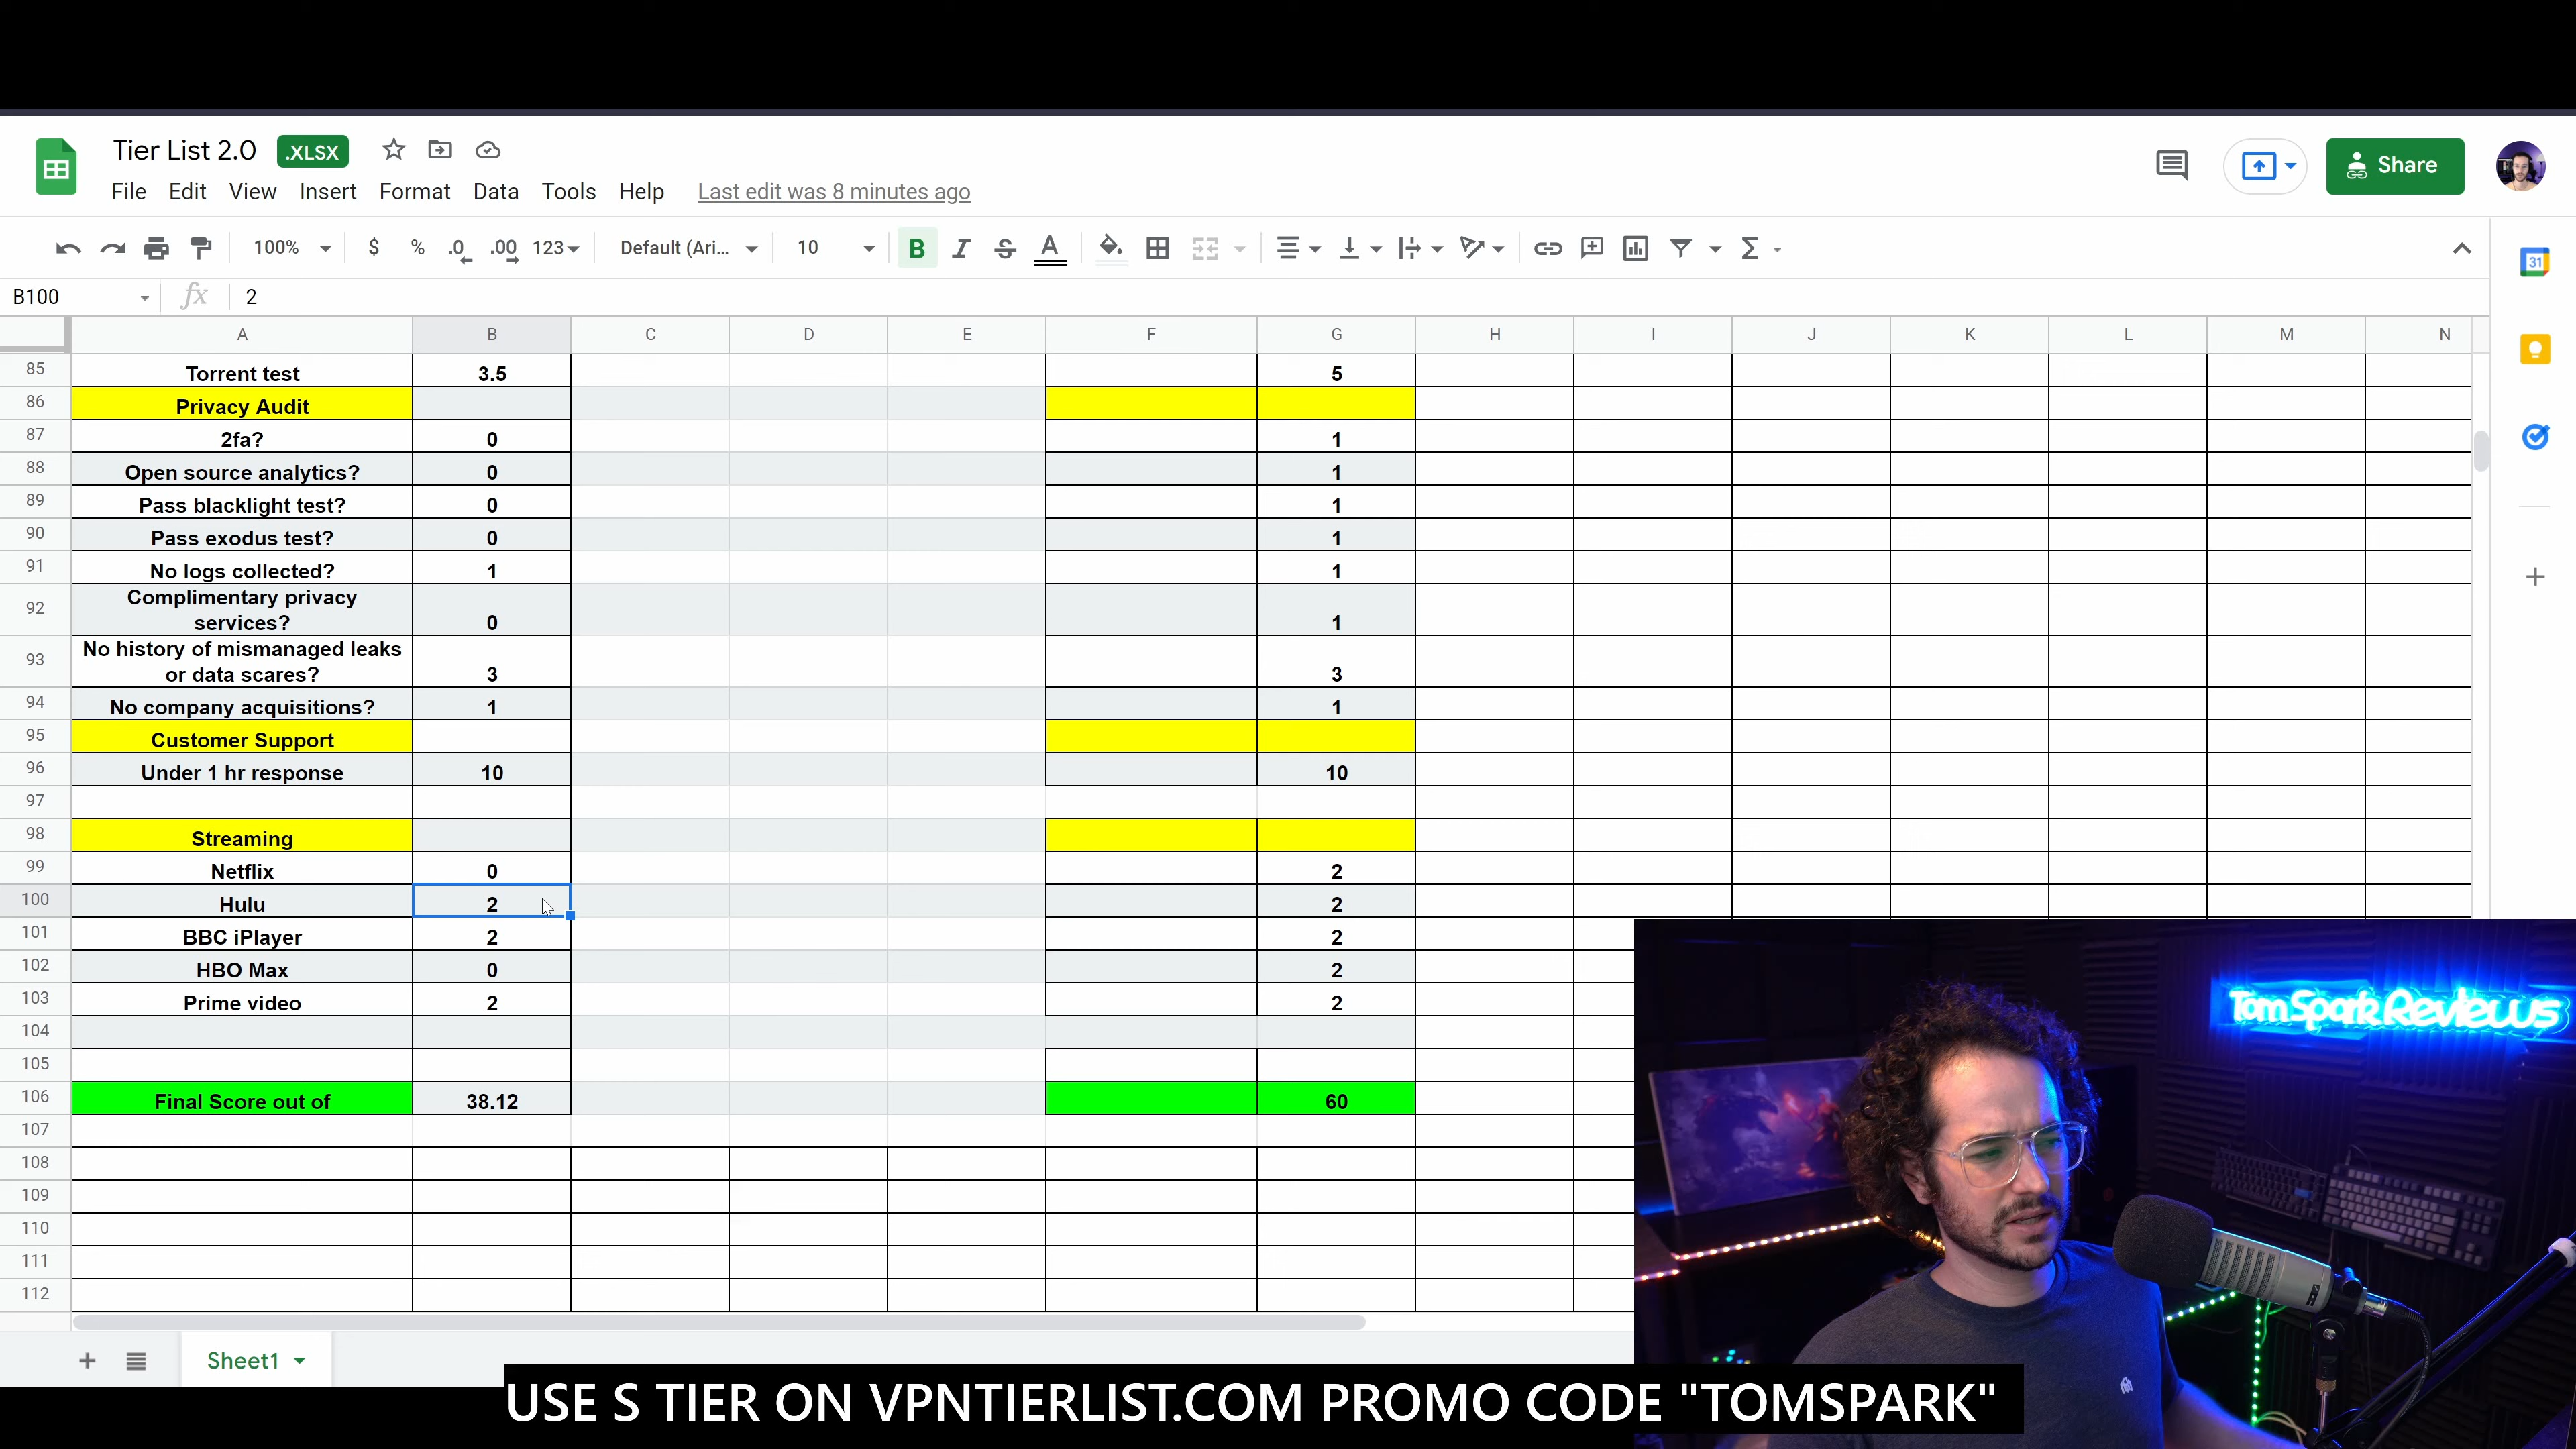 Tier List 2.0 .XLSX
File Edit View Insert Format Data Tools Help Last edit was 8 minutes ago
Share
100% $ % .0 .00 123 Default (Ari... 10 B I S A Σ
31
B100 fx 2
A B C D E F G H I J K L M N
85 Torrent test 3.5 5
86 Privacy Audit
87 2fa? 0 1
88 Open source analytics? 0 1
89 Pass blacklight test? 0 1
90 Pass exodus test? 0 1
91 No logs collected? 1 1
Complimentary privacy
92 services? 0 1
No history of mismanaged leaks
93 or data scares? 3 3
94 No company acquisitions? 1 1
95 Customer Support
96 Under 1 hr response 10 10
97
98 Streaming
99 Netflix 0 2
100 Hulu 2 2
101 BBC iPlayer 2 2
102 HBO Max 0 2
103 Prime video 2 2
104
105
106 Final Score out of 38.12 60
107
108
109
110
111
112
Tom Spark Reviews
Sheet1
USE S TIER ON VPNTIERLIST.COM PROMO CODE "TOMSPARK"